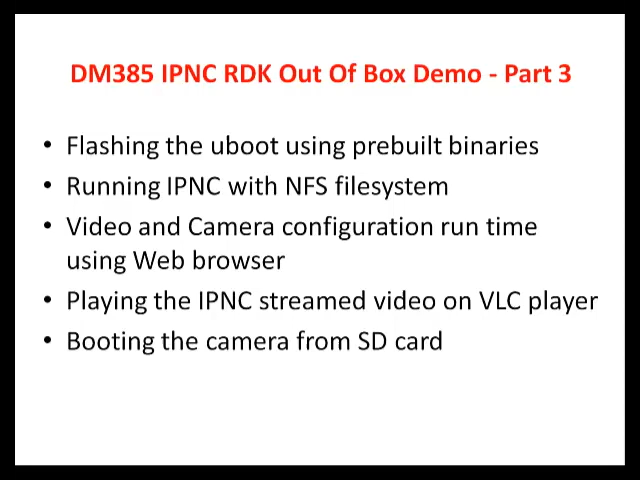 DM385 IPNC RDK Out Of Box Demo - Part 3
• Flashing the uboot using prebuilt binaries
• Running IPNC with NFS filesystem
• Video and Camera configuration run time
using Web browser
• Playing the IPNC streamed video on VLC player
• Booting the camera from SD card